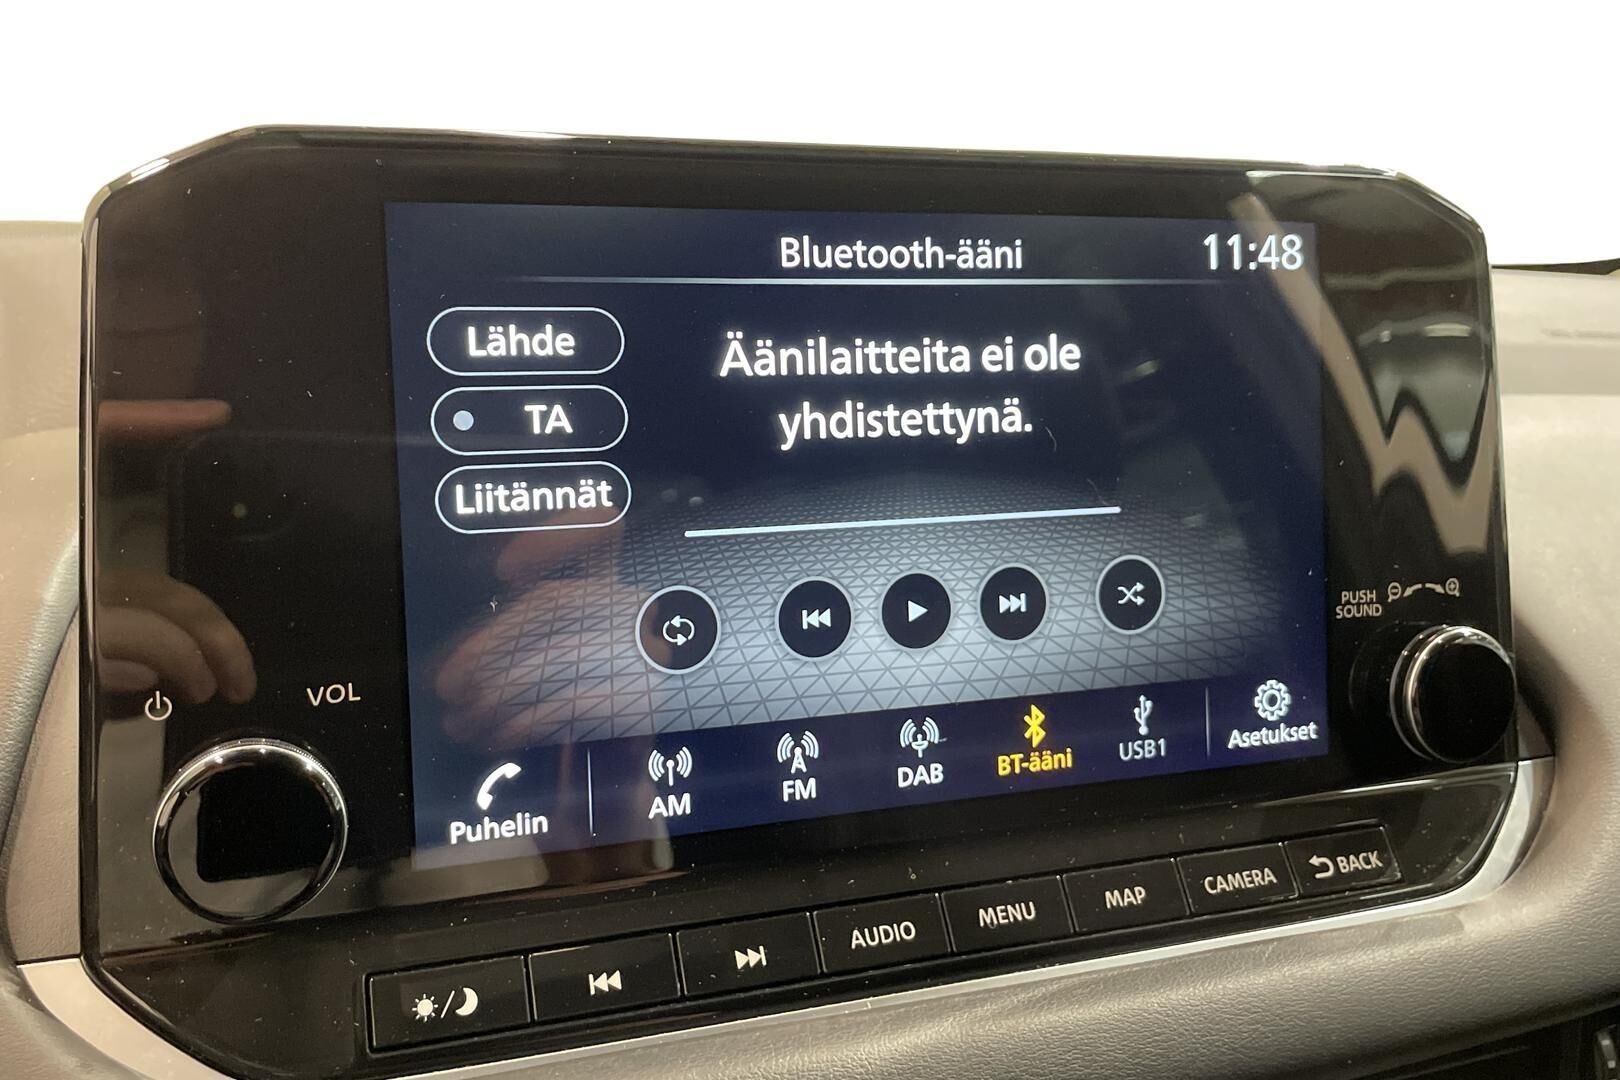 Bluetooth-ääni
11:48
Lähde
TA
Liitännät
Äänilaitteita ei ole
yhdistettynä.
PUSH
SOUND
VOL
Puhelin
AM
FM
DAB
BT-ääni
USB1
Asetukset
AUDIO
MENU
MAP
CAMERA
BACK